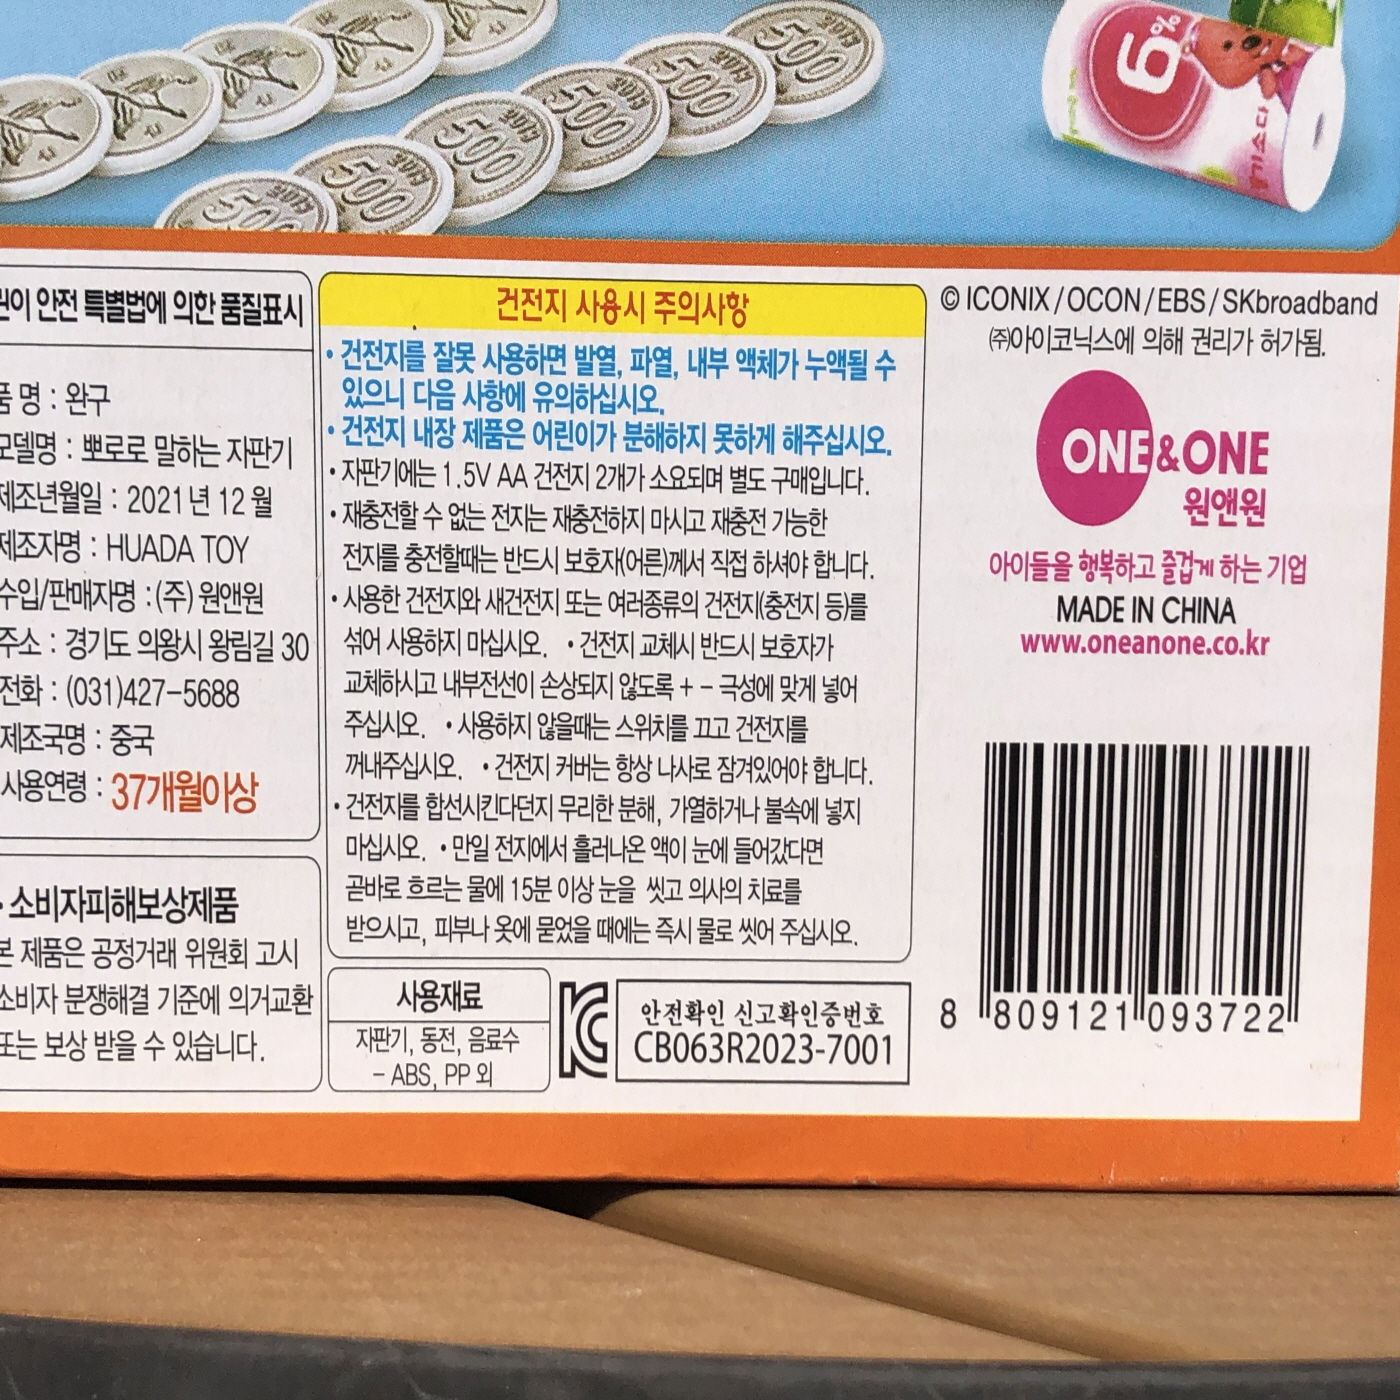 500
500
500
500
500
500
6%
딸기소다
린이 안전 특별법에 의한 품질표시
품 명 : 완구
모델명 : 뽀로로 말하는 자판기
제조년월일 : 2021년 12월
제조자명 : HUADA TOY
수입/판매자명 : (주) 원앤원
주소 : 경기도 의왕시 왕림길 30
전화 : (031)427-5688
제조국명 : 중국
사용연령 : 37개월이상
• 소비자피해보상제품
본 제품은 공정거래 위원회 고시
소비자 분쟁해결 기준에 의거교환
또는 보상 받을 수 있습니다.
건전지 사용시 주의사항
• 건전지를 잘못 사용하면 발열, 파열, 내부 액체가 누액될 수
있으니 다음 사항에 유의하십시오.
• 건전지 내장 제품은 어린이가 분해하지 못하게 해주십시오.
• 자판기에는 1.5V AA 건전지 2개가 소요되며 별도 구매입니다.
• 재충전할 수 없는 전지는 재충전하지 마시고 재충전 가능한
전지를 충전할때는 반드시 보호자(어른)께서 직접 하셔야 합니다.
• 사용한 건전지와 새건전지 또는 여러종류의 건전지(충전지 등)를
섞어 사용하지 마십시오. • 건전지 교체시 반드시 보호자가
교체하시고 내부전선이 손상되지 않도록 + - 극성에 맞게 넣어
주십시오. • 사용하지 않을때는 스위치를 끄고 건전지를
꺼내주십시오. • 건전지 커버는 항상 나사로 잠겨있어야 합니다.
• 건전지를 합선시킨다던지 무리한 분해, 가열하거나 불속에 넣지
마십시오. • 만일 전지에서 흘러나온 액이 눈에 들어갔다면
곧바로 흐르는 물에 15분 이상 눈을 씻고 의사의 치료를
받으시고, 피부나 옷에 묻었을 때에는 즉시 물로 씻어 주십시오.
사용재료
자판기, 동전, 음료수
- ABS, PP 외
KC
안전확인 신고확인증번호
CB063R2023-7001
© ICONIX/OCON/EBS/SKbroadband
㈜아이코닉스에 의해 권리가 허가됨.
ONE&ONE
원앤원
아이들을 행복하고 즐겁게 하는 기업
MADE IN CHINA
www.oneanone.co.kr
8 809121 093722